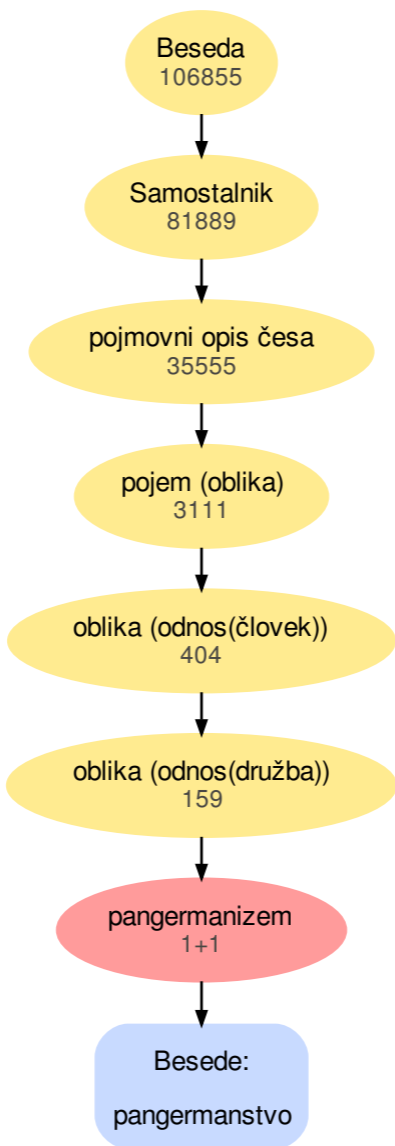 Beseda
106855
Samostalnik
81889
pojmovni opis česa
35555
pojem (oblika)
3111
oblika (odnos(človek))
404
oblika (odnos(družba))
159
pangermanizem
1+1
Besede:
pangermanstvo